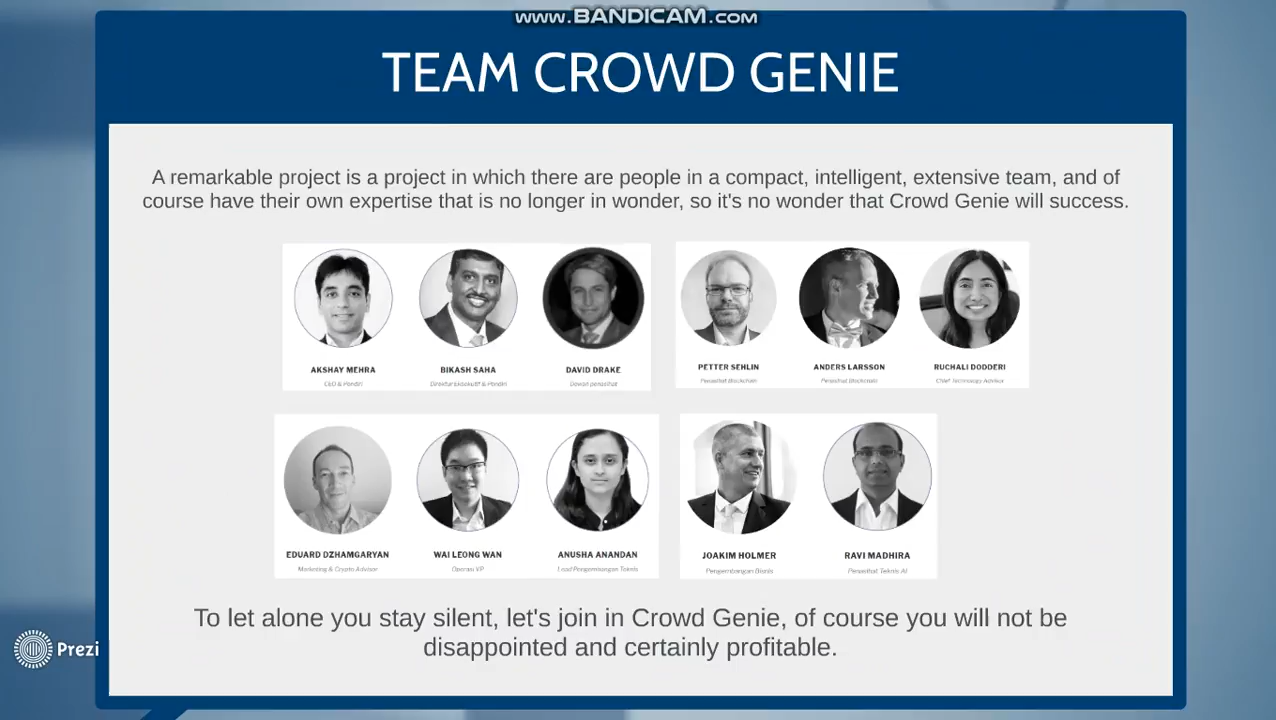 www.BANDICAM.com
TEAM CROWD GENIE
A remarkable project is a project in which there are people in a compact, intelligent, extensive team, and of
course have their own expertise that is no longer in wonder, so it's no wonder that Crowd Genie will success.
AKSHAY MEHRA
CEO & Pendiri
BIKASH SAHA
Direktur Eksekutif & Pendiri
DAVID DRAKE
Dewan penasihat
PETTER SEHLIN
Penasihat Blockchain
ANDERS LARSSON
Penasihat Blockchain
RUCHALI DODDERI
Chief Technology Advisor
EDUARD DZHAMGARYAN
Marketing & Crypto Advisor
WAI LEONG WAN
Operasi VP
ANUSHA ANANDAN
Lead Pengembangan Teknis
JOAKIM HOLMER
Pengembangan Bisnis
RAVI MADHIRA
Penasihat Teknis AI
To let alone you stay silent, let's join in Crowd Genie, of course you will not be
disappointed and certainly profitable.
Prezi